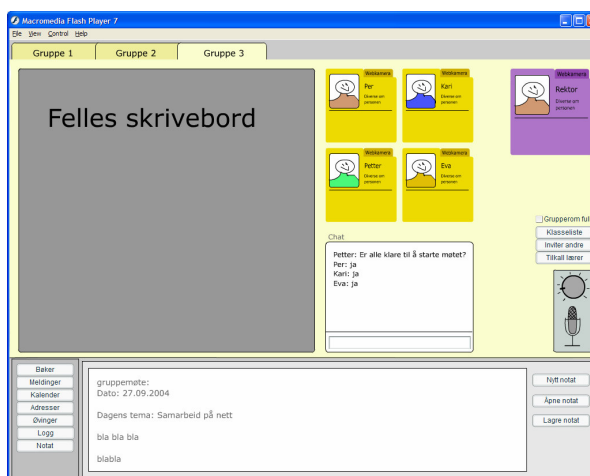 Macromedia Flash Player 7
File View Control Help
Gruppe 1 Gruppe 2 Gruppe 3
Felles skrivebord
Webkamera
Per
Diverse om
personen
Webkamera
Kari
Diverse om
personen
Webkamera
Rektor
Diverse om
personen
Webkamera
Petter
Diverse om
personen
Webkamera
Eva
Diverse om
personen
Chat
Petter: Er alle klare til å starte møtet?
Per: ja
Kari: ja
Eva: ja
Grupperom full
Klasseliste
Inviter andre
Tilkall lærer
Bøker
Meldinger
Kalender
Adresser
Øvinger
Logg
Notat
gruppemøte:
Dato: 27.09.2004
Dagens tema: Samarbeid på nett
bla bla bla
blabla
Nytt notat
Åpne notat
Lagre notat